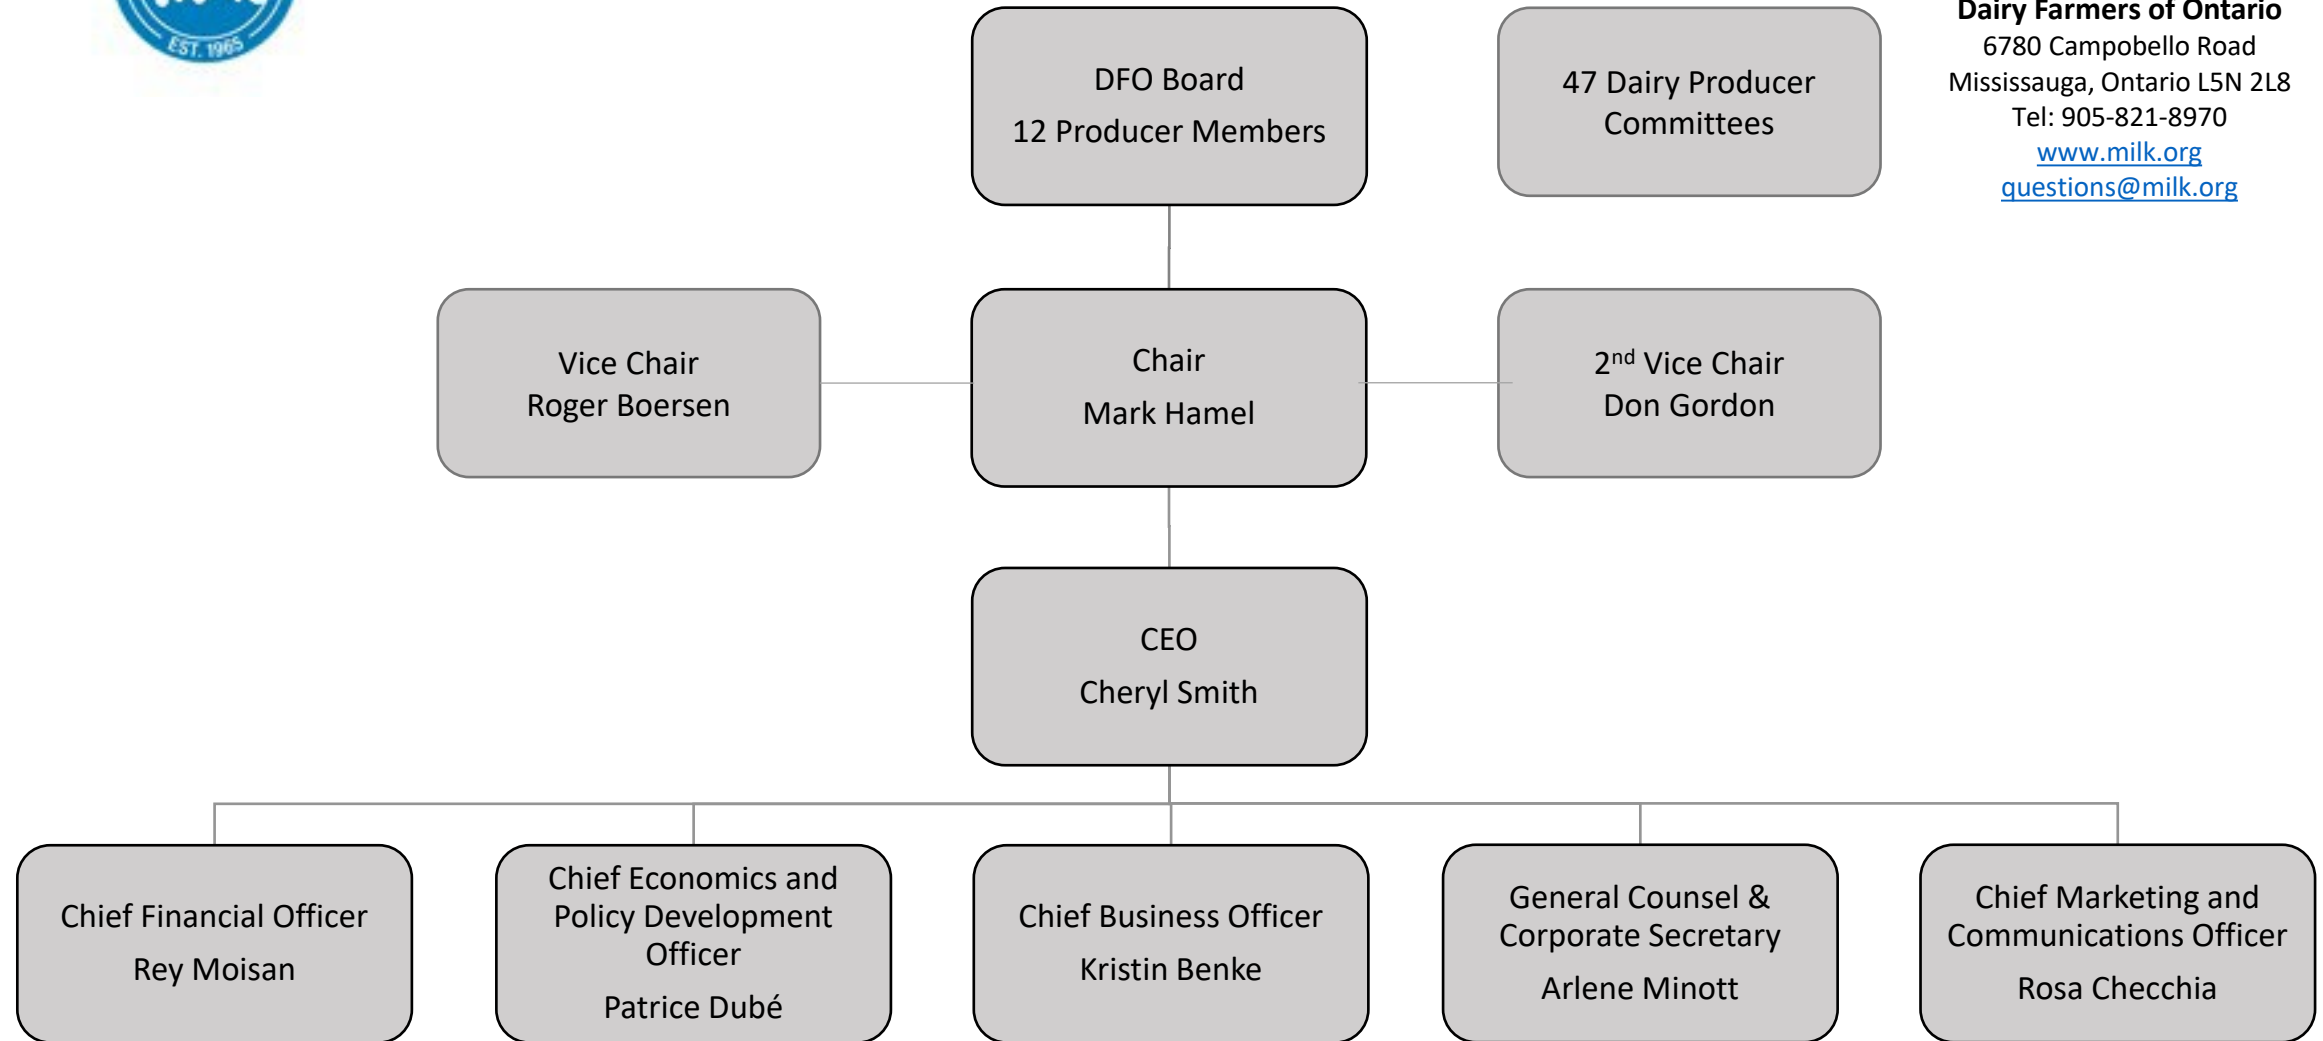 EST. 1965
DFO Board
12 Producer Members
47 Dairy Producer
Committees
Dairy Farmers of Ontario
6780 Campobello Road
Mississauga, Ontario L5N 2L8
Tel: 905-821-8970
www.milk.org
questions@milk.org
Vice Chair
Roger Boersen
Chair
Mark Hamel
2nd Vice Chair
Don Gordon
CEO
Cheryl Smith
Chief Financial Officer
Rey Moisan
Chief Economics and
Policy Development
Officer
Patrice Dubé
Chief Business Officer
Kristin Benke
General Counsel &
Corporate Secretary
Arlene Minott
Chief Marketing and
Communications Officer
Rosa Checchia